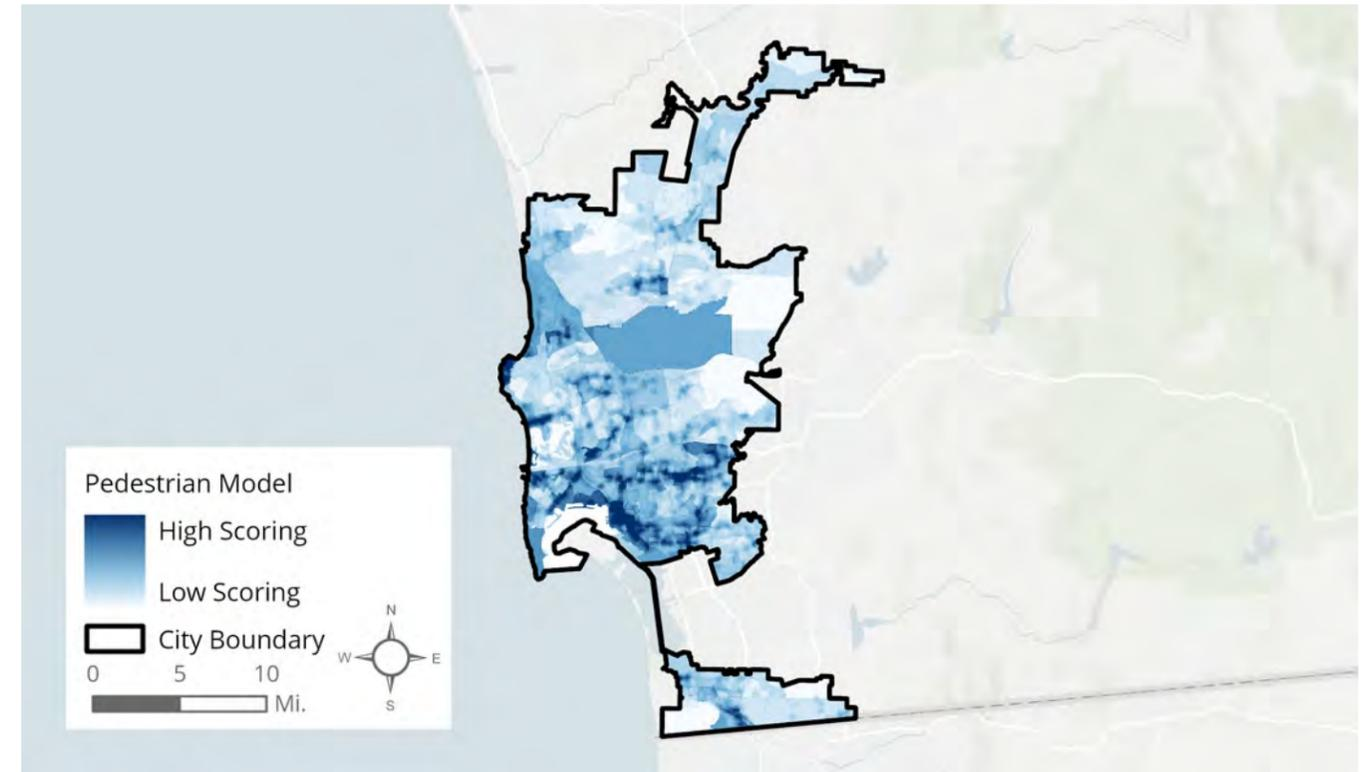 Pedestrian Model
High Scoring
Low Scoring
City Boundary
N
W E
S
0 5 10
Mi.